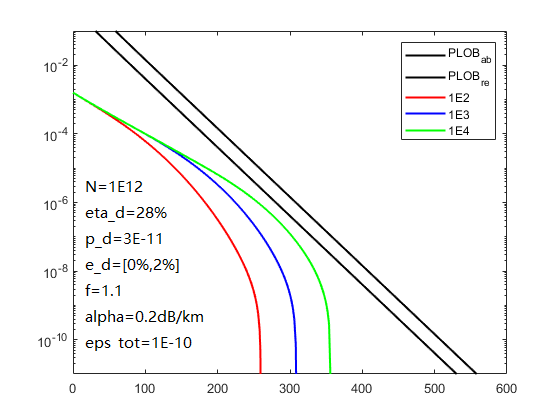 PLOB_ab
PLOB_re
1E2
1E3
1E4
10^-2
10^-4
10^-6
10^-8
10^-10
N=1E12
eta_d=28%
p_d=3E-11
e_d=[0%,2%]
f=1.1
alpha=0.2dB/km
eps tot=1E-10
0 100 200 300 400 500 600